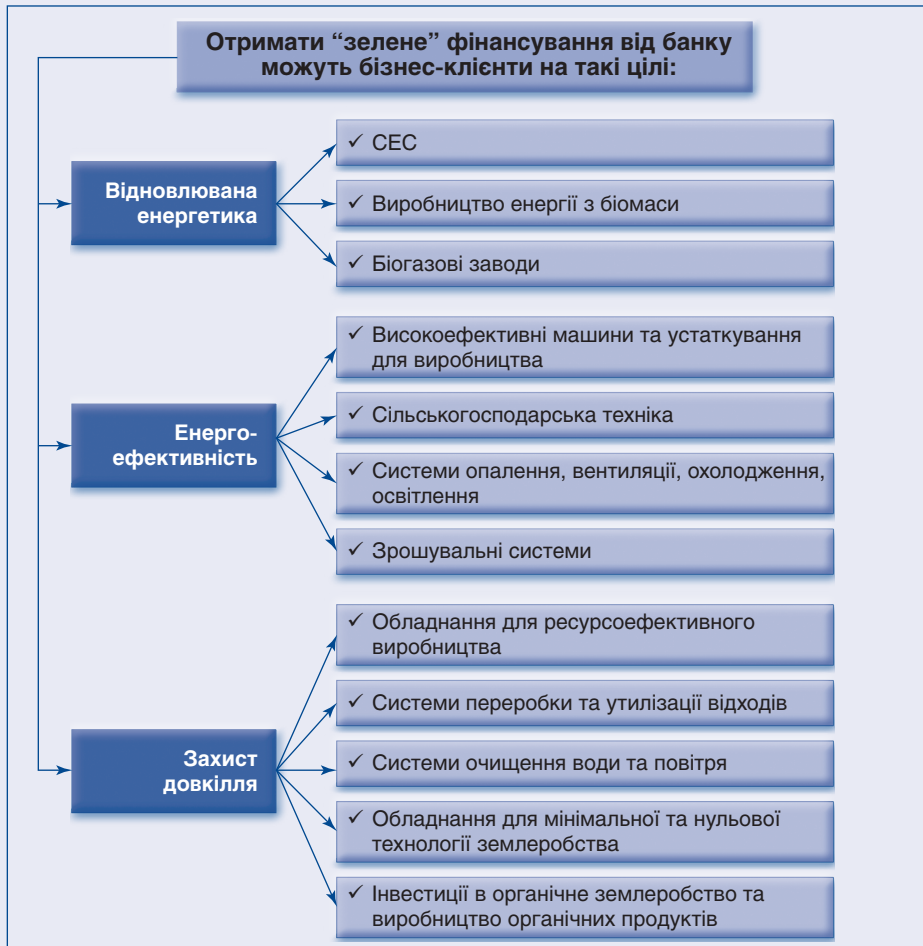 Отримати “зелене” фінансування від банку
можуть бізнес-клієнти на такі цілі:
Відновлювана
енергетика
✓ СЕС
✓ Виробництво енергії з біомаси
✓ Біогазові заводи
Енерго-
ефективність
✓ Високоефективні машини та устаткування
для виробництва
✓ Сільськогосподарська техніка
✓ Системи опалення, вентиляції, охолодження,
освітлення
✓ Зрошувальні системи
Захист
довкілля
✓ Обладнання для ресурсоефективного
виробництва
✓ Системи переробки та утилізації відходів
✓ Системи очищення води та повітря
✓ Обладнання для мінімальної та нульової
технології землеробства
✓ Інвестиції в органічне землеробство та
виробництво органічних продуктів